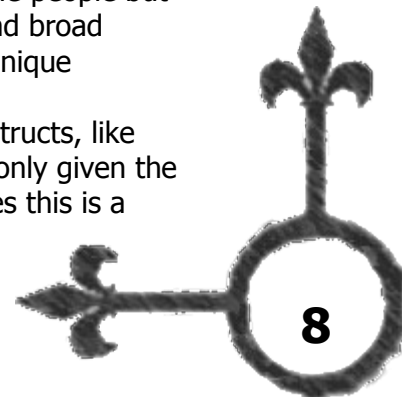 e people but
nd broad
nique
tructs, like
only given the
es this is a
8